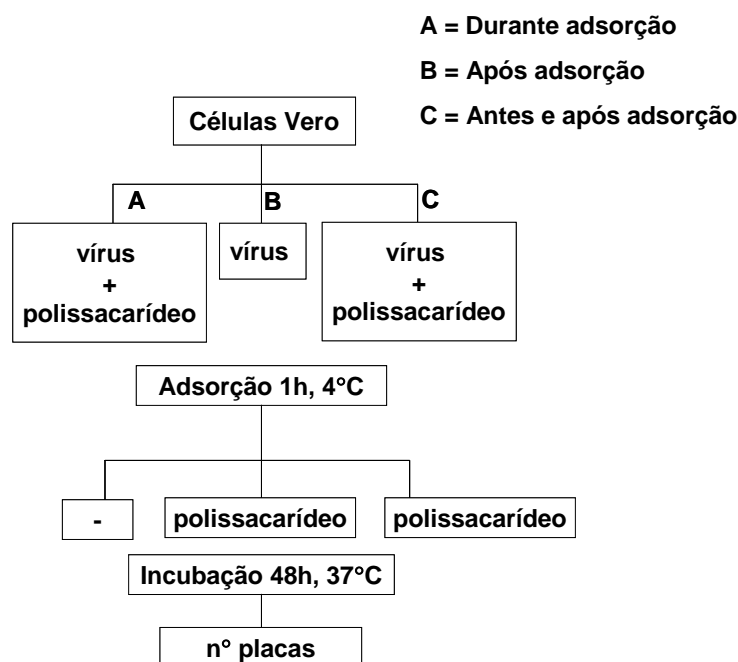 A = Durante adsorção
B = Após adsorção
C = Antes e após adsorção
Células Vero
A
B
C
vírus
+
polissacarídeo
vírus
vírus
+
polissacarídeo
Adsorção 1h, 4°C
-
polissacarídeo
polissacarídeo
Incubação 48h, 37°C
n° placas